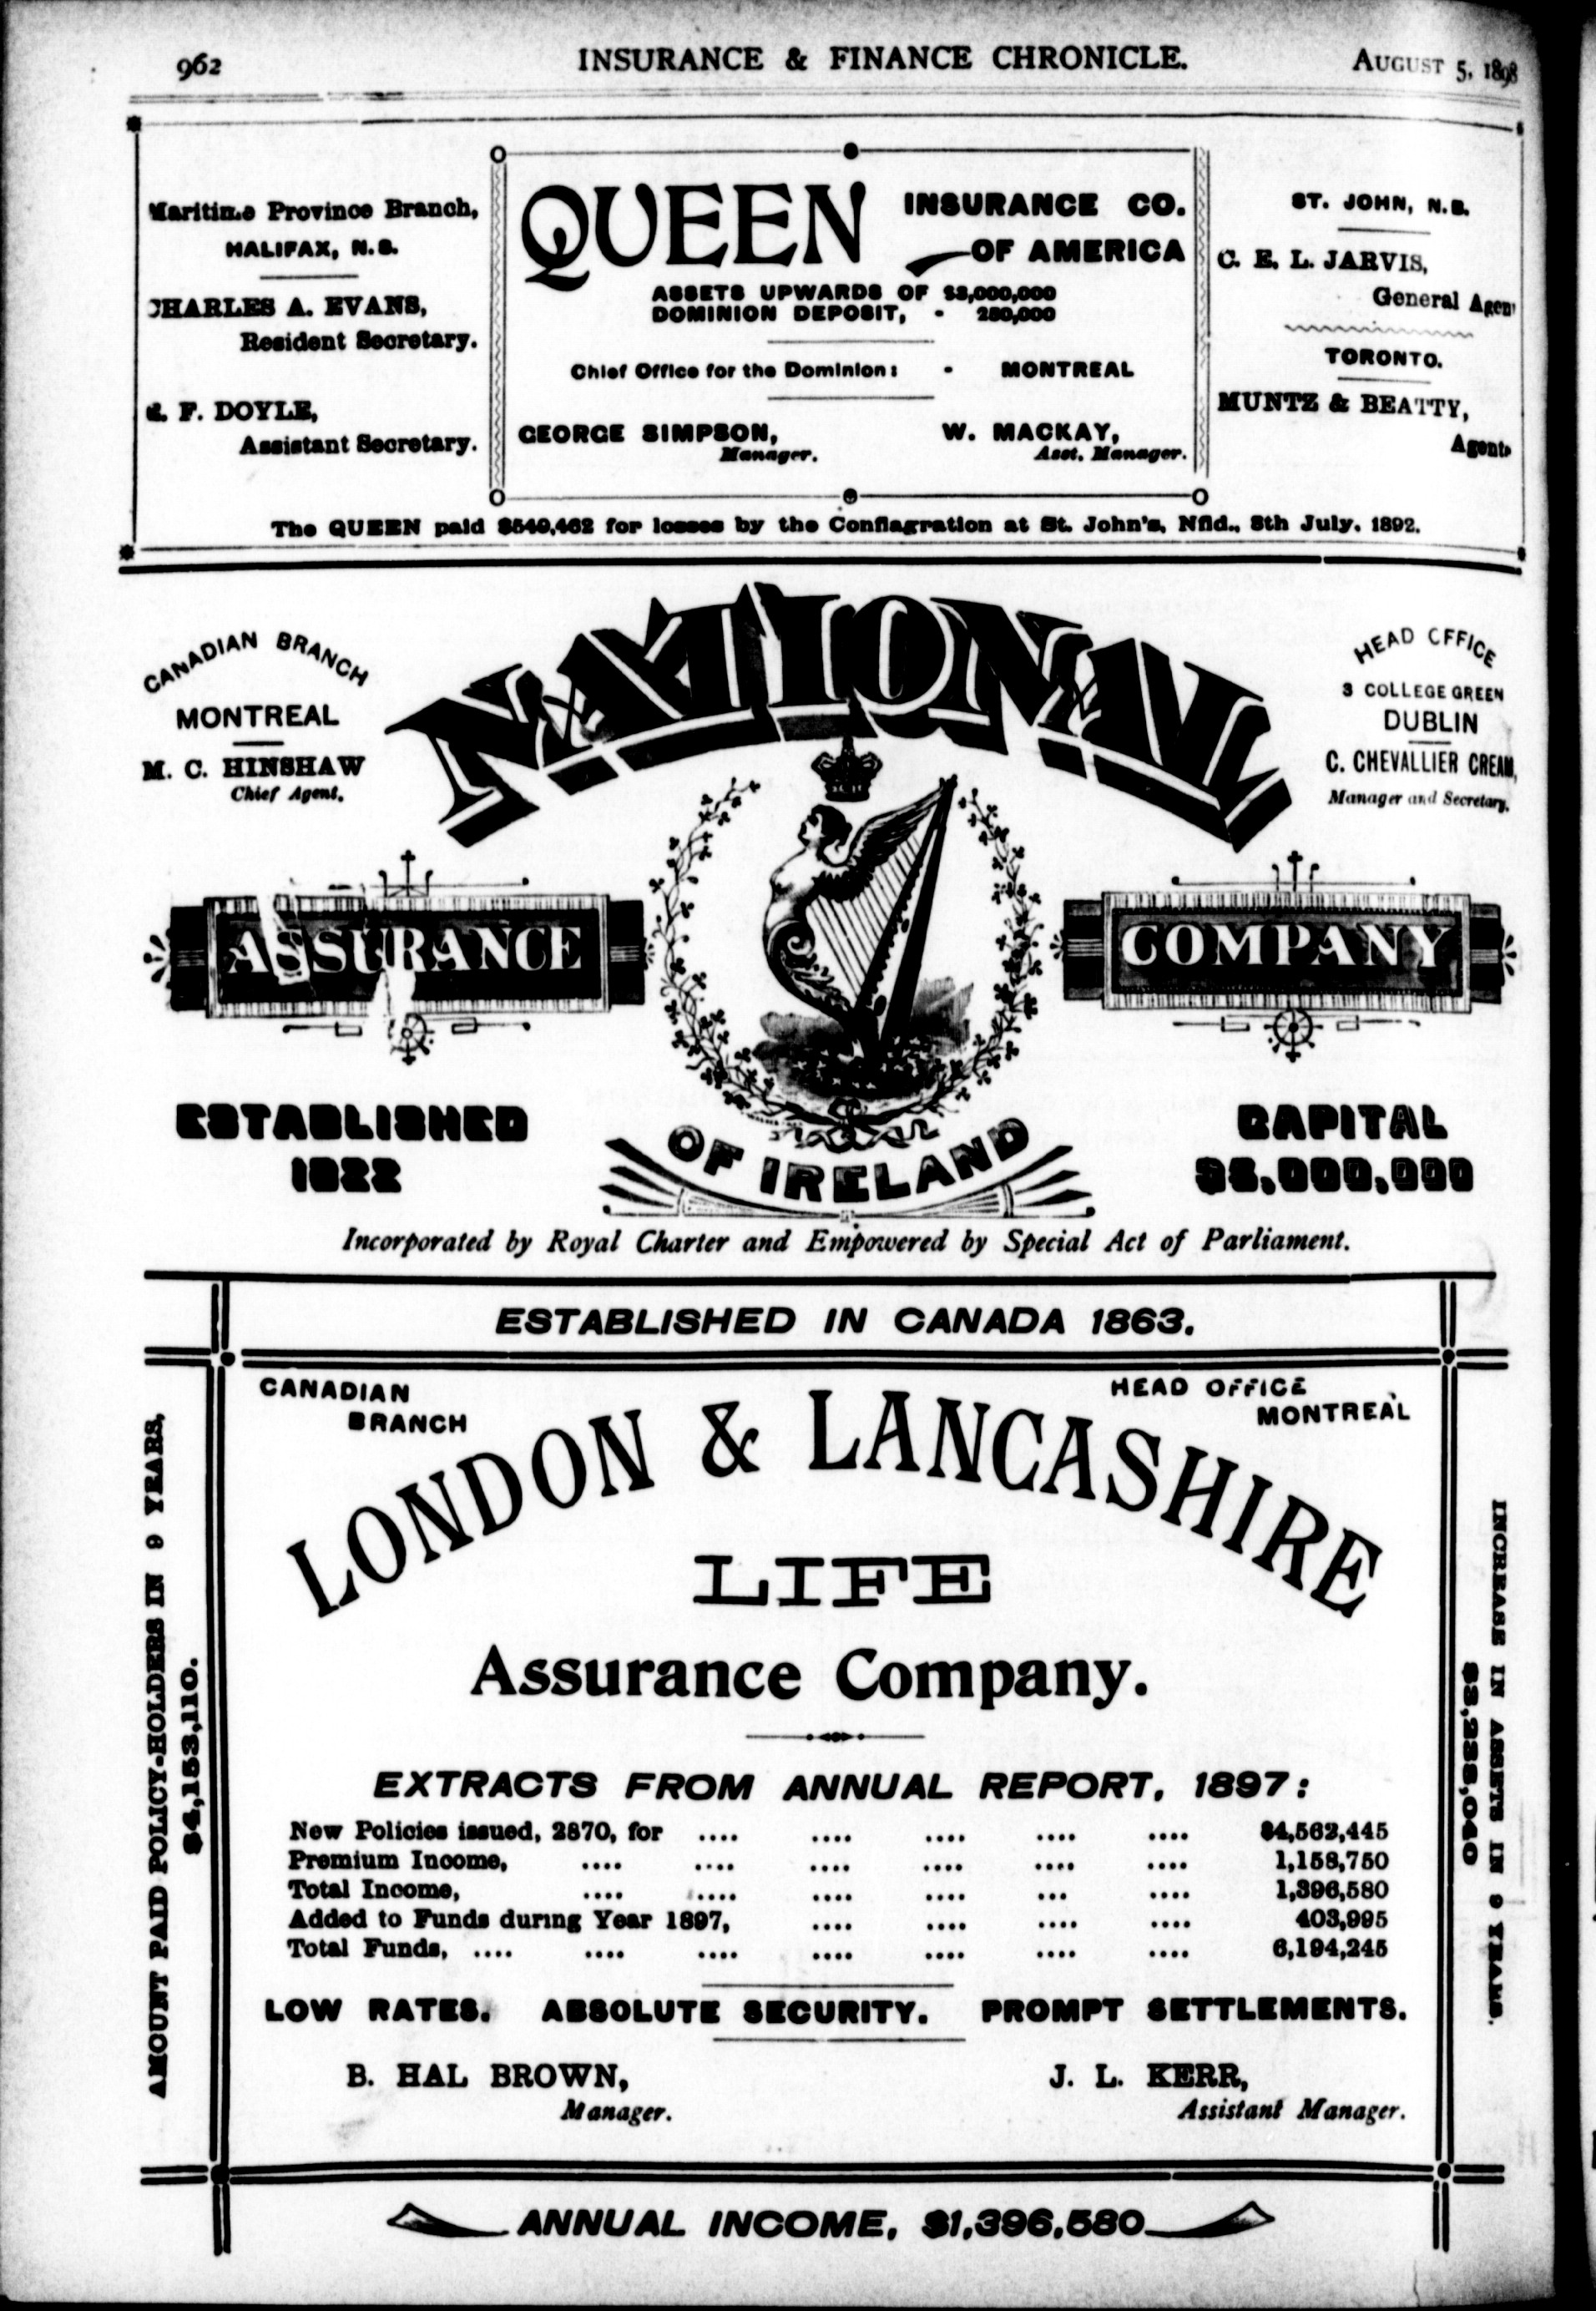 962 INSURANCE & FINANCE CHRONICLE. AUGUST 5, 1898
Maritime Province Branch,
HALIFAX, N.S.
CHARLES A. EVANS,
Resident Secretary.
F. DOYLE,
Assistant Secretary.
QUEEN INSURANCE CO.
OF AMERICA
ASSETS UPWARDS OF $3,000,000
DOMINION DEPOSIT, - 250,000
Chief Office for the Dominion: - MONTREAL
GEORGE SIMPSON,
Manager.
W. MACKAY,
Asst. Manager.
ST. JOHN, N.B.
C. E. L. JARVIS,
General Agent
TORONTO.
MUNTZ & BEATTY,
Agents
The QUEEN paid $549,462 for losses by the Conflagration at St. John's, Nfld., 8th July, 1892.
CANADIAN BRANCH
MONTREAL
M. C. HINSHAW
Chief Agent.
NATIONAL
HEAD OFFICE
3 COLLEGE GREEN
DUBLIN
C. CHEVALLIER CREAM,
Manager and Secretary.
ASSURANCE COMPANY
ESTABLISHED
1822
OF IRELAND
CAPITAL
$5,000,000
Incorporated by Royal Charter and Empowered by Special Act of Parliament.
ESTABLISHED IN CANADA 1863.
CANADIAN
BRANCH
HEAD OFFICE
MONTREAL
LONDON & LANCASHIRE
LIFE
Assurance Company.
EXTRACTS FROM ANNUAL REPORT, 1897:
New Policies issued, 2870, for .... .... .... .... .... $4,562,445
Premium Income, .... .... .... .... .... .... 1,158,750
Total Income, .... .... .... .... ... .... 1,396,580
Added to Funds during Year 1897, .... .... .... .... 403,995
Total Funds, .... .... .... .... .... .... .... 6,194,245
LOW RATES. ABSOLUTE SECURITY. PROMPT SETTLEMENTS.
B. HAL BROWN,
Manager.
J. L. KERR,
Assistant Manager.
AMOUNT PAID POLICY-HOLDERS IN 9 YEARS,
$4,153,110.
INCREASE IN ASSETS IN 9 YEARS.
$3,238,040
ANNUAL INCOME, $1,396,580